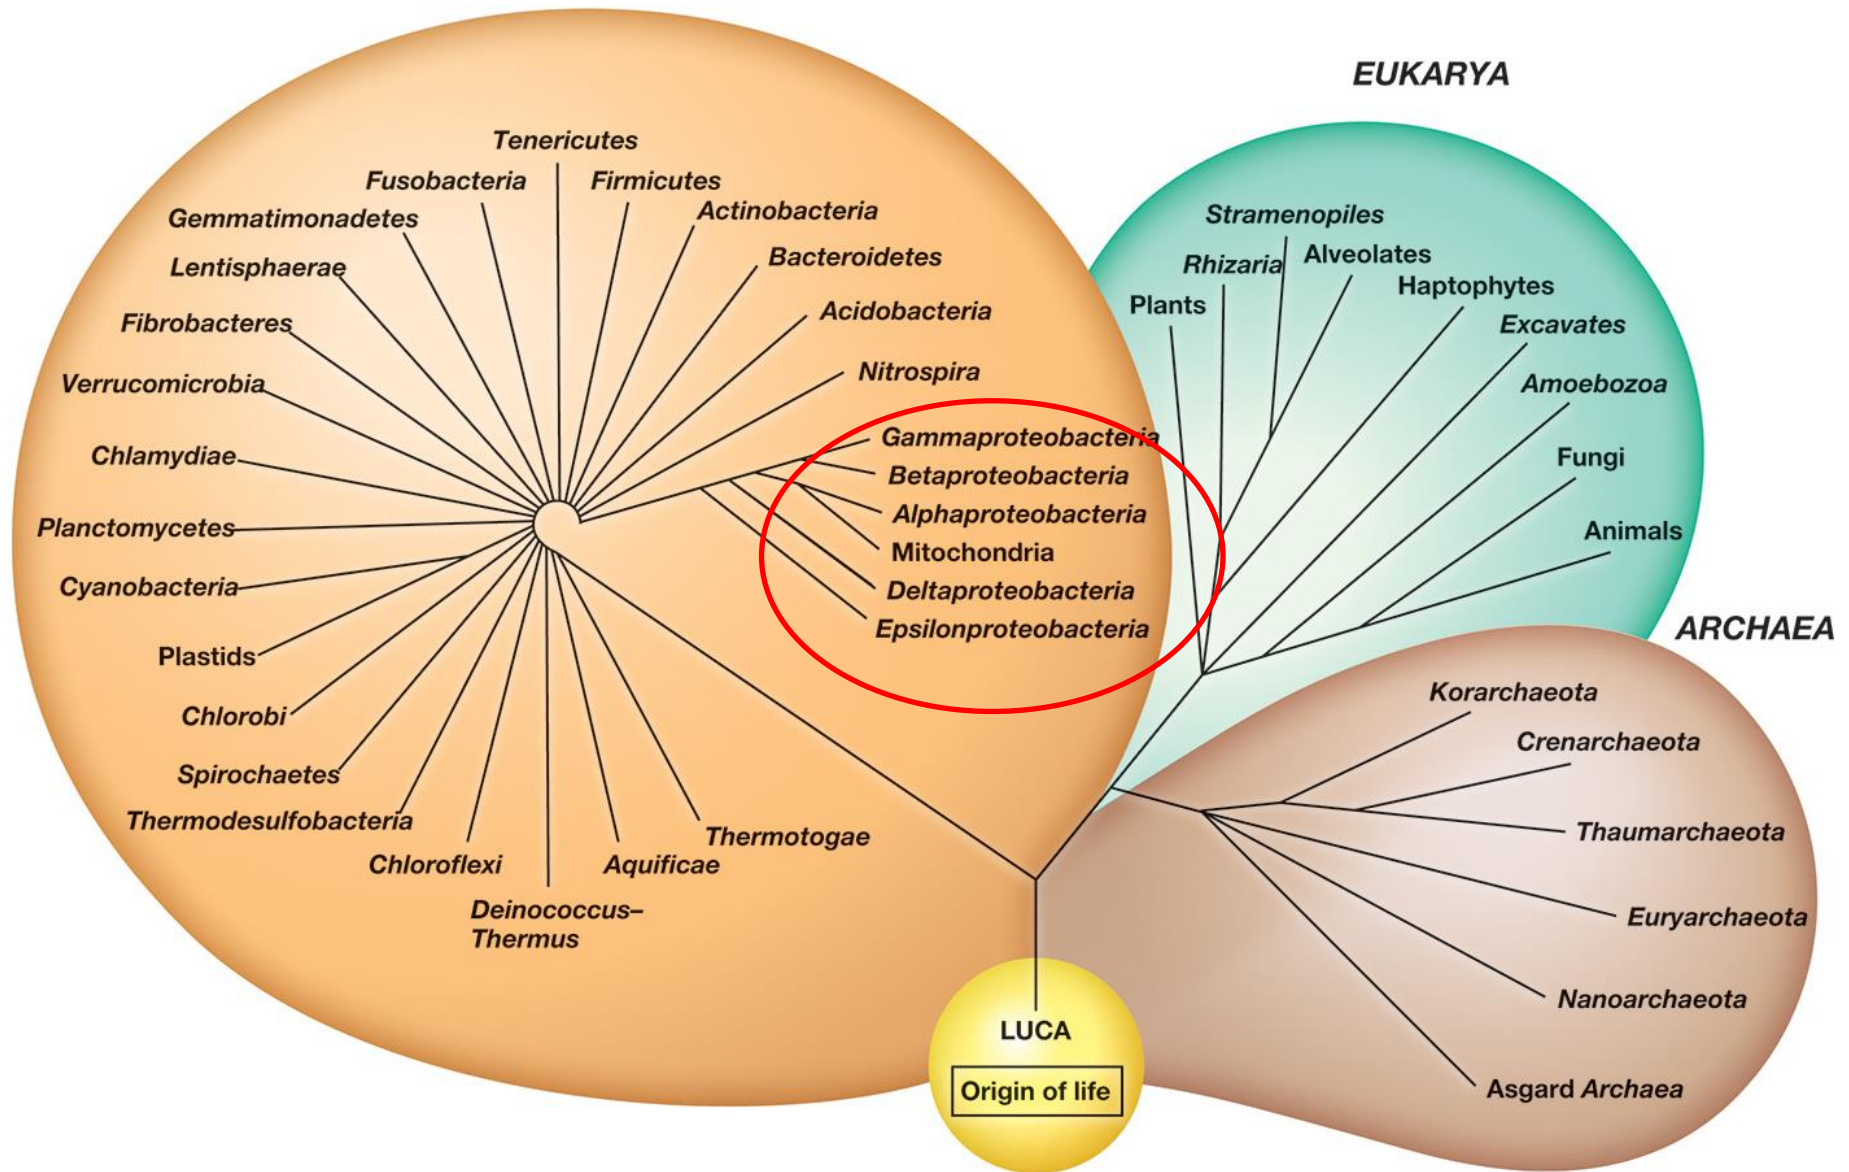 EUKARYA
Tenericutes
Fusobacteria
Firmicutes
Gemmatimonadetes
Actinobacteria
Lentisphaerae
Bacteroidetes
Fibrobacteres
Acidobacteria
Verrucomicrobia
Nitrospira
Chlamydiae
Gammaproteobacteria
Betaproteobacteria
Planctomycetes
Alphaproteobacteria
Mitochondria
Cyanobacteria
Deltaproteobacteria
Epsilonproteobacteria
Plastids
Chlorobi
Spirochaetes
Thermodesulfobacteria
Chloroflexi
Deinococcus–
Thermus
Aquificae
Thermotogae
Stramenopiles
Rhizaria
Alveolates
Plants
Haptophytes
Excavates
Amoebozoa
Fungi
Animals
ARCHAEA
Korarchaeota
Crenarchaeota
Thaumarchaeota
Euryarchaeota
Nanoarchaeota
Asgard Archaea
LUCA
Origin of life